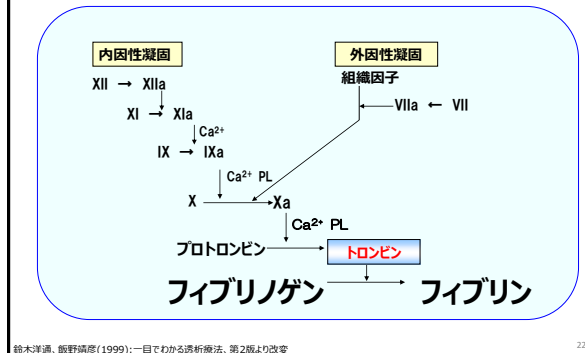 内因性凝固
外因性凝固
組織因子
XII → XIIa
VIIa ← VII
XI → XIa
Ca²⁺
IX → IXa
Ca²⁺ PL
X → Xa
Ca²⁺ PL
プロトロンビン
トロンビン
フィブリノゲン
フィブリン
鈴木洋通、飯野靖彦(1999):一目でわかる透析療法、第2版より改変
22